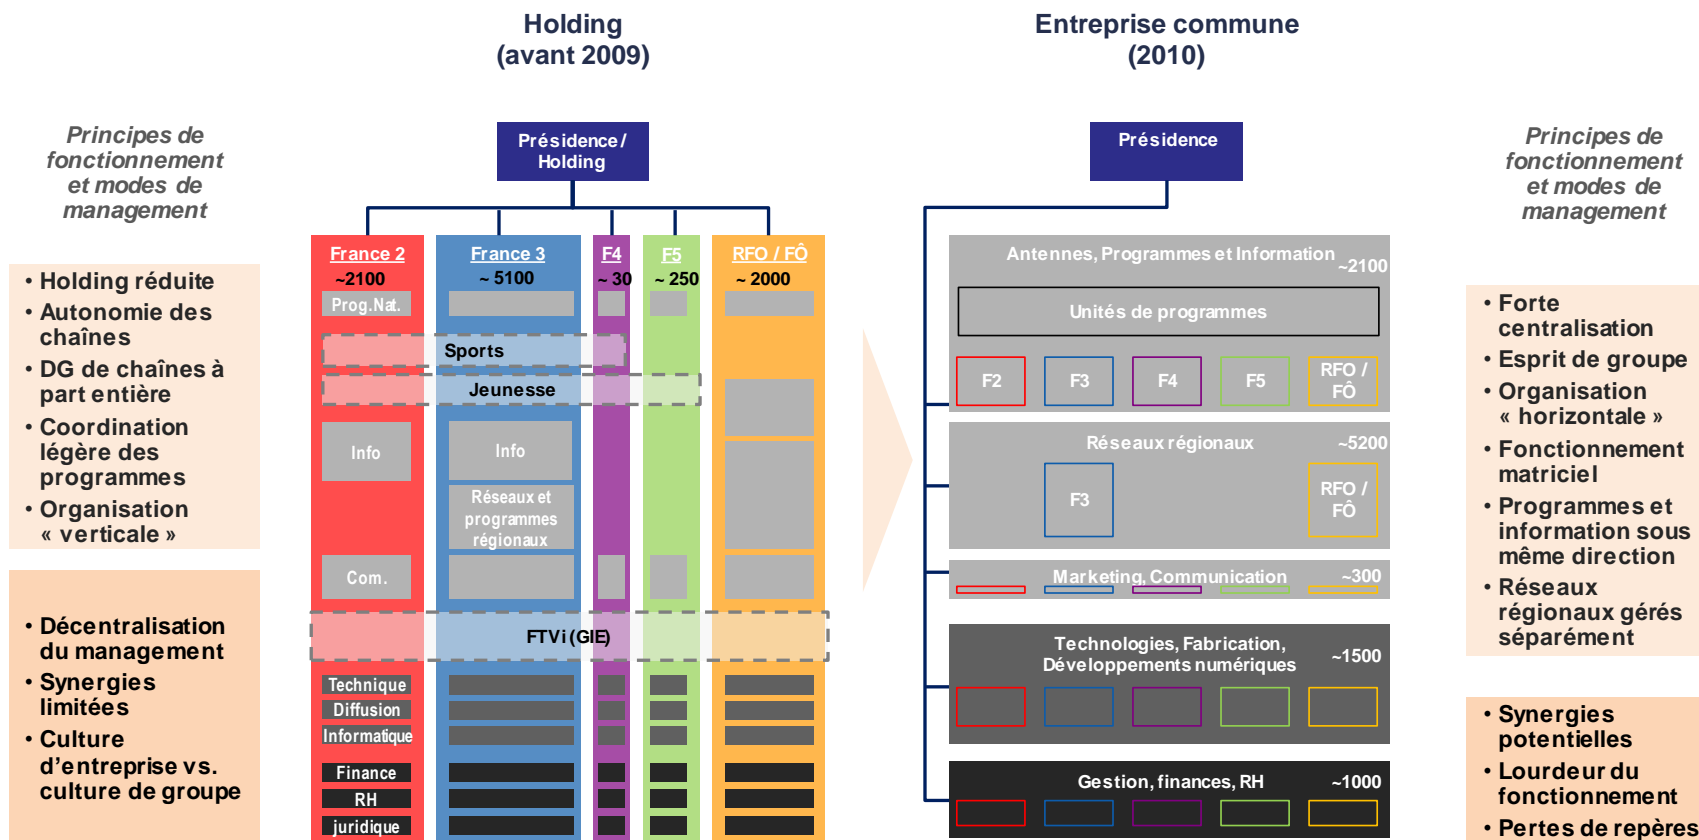 Holding
(avant 2009)
Entreprise commune
(2010)
Principes de
fonctionnement
et modes de
management
• Holding réduite
• Autonomie des
chaînes
• DG de chaînes à
part entière
• Coordination
légère des
programmes
• Organisation
« verticale »
• Décentralisation
du management
• Synergies
limitées
• Culture
d’entreprise vs.
culture de groupe
Présidence /
Holding
France 2
~2100
France 3
~ 5100
F4
~ 30
F5
~ 250
RFO / FÔ
~ 2000
Prog.Nat.
Sports
Jeunesse
Info
Info
Réseaux et
programmes
régionaux
Com.
FTVi (GIE)
Technique
Diffusion
Informatique
Finance
RH
juridique
Présidence
Antennes, Programmes et Information
~2100
Unités de programmes
F2
F3
F4
F5
RFO /
FÔ
Réseaux régionaux
~5200
F3
RFO /
FÔ
Marketing, Communication
~300
Technologies, Fabrication,
Développements numériques
~1500
Gestion, finances, RH
~1000
Principes de
fonctionnement
et modes de
management
• Forte
centralisation
• Esprit de groupe
• Organisation
« horizontale »
• Fonctionnement
matriciel
• Programmes et
information sous
même direction
• Réseaux
régionaux gérés
séparément
• Synergies
potentielles
• Lourdeur du
fonctionnement
• Pertes de repères